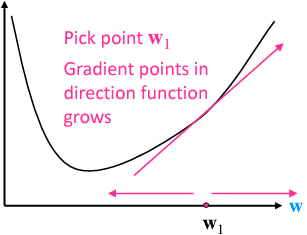 Pick point w₁
Gradient points in
direction function
grows
w
w₁